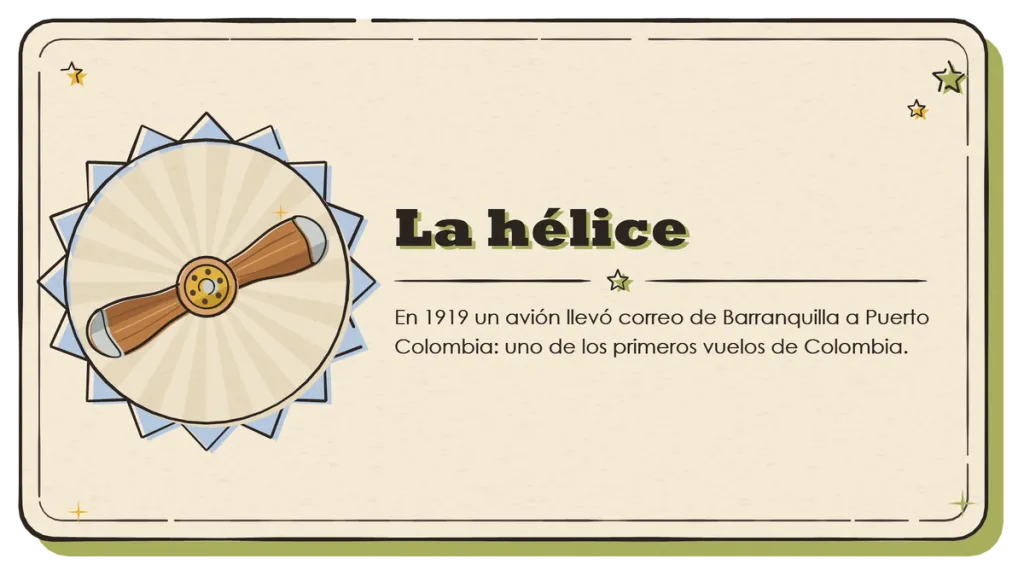 La hélice
En 1919 un avión llevó correo de Barranquilla a Puerto
Colombia: uno de los primeros vuelos de Colombia.